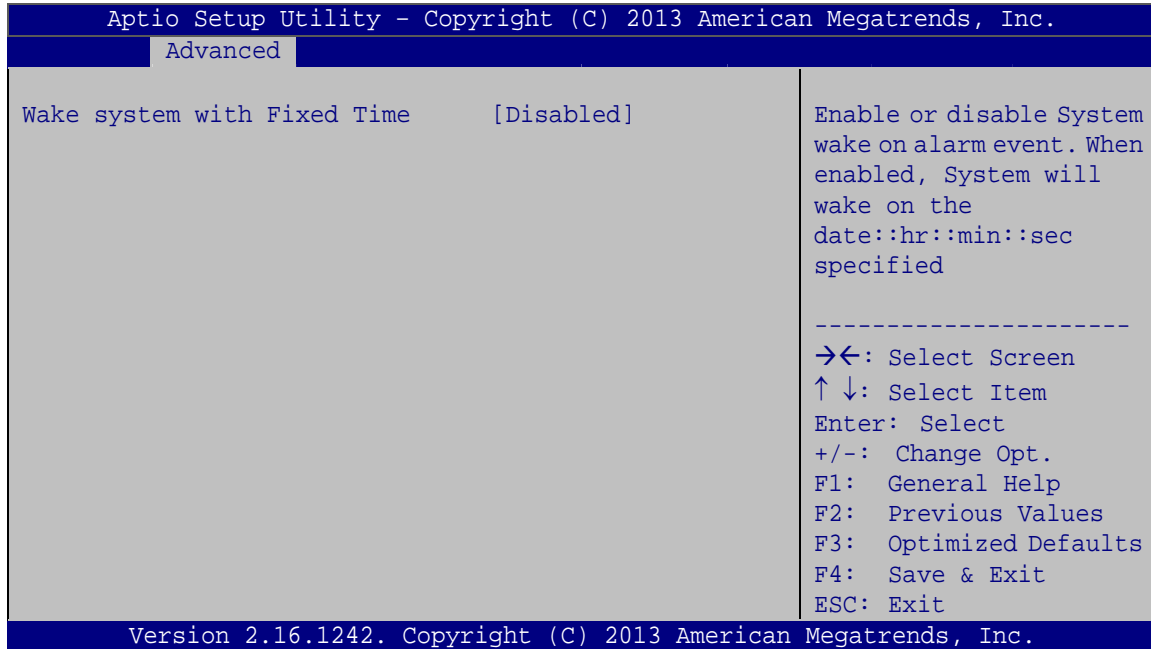 Aptio Setup Utility – Copyright (C) 2013 American Megatrends, Inc.
Advanced
Wake system with Fixed Time [Disabled]
Enable or disable System
wake on alarm event. When
enabled, System will
wake on the
date::hr::min::sec
specified
----------------------
→←: Select Screen
↑ ↓: Select Item
Enter: Select
+/-: Change Opt.
F1: General Help
F2: Previous Values
F3: Optimized Defaults
F4: Save & Exit
ESC: Exit
Version 2.16.1242. Copyright (C) 2013 American Megatrends, Inc.